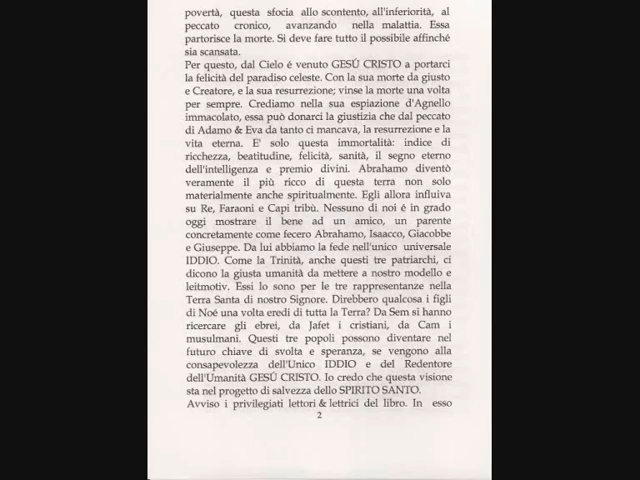 povertà, questa sfocia allo scontento, all'inferiorità, al
peccato cronico, avanzando nella malattia. Essa
partorisce la morte. Si deve fare tutto il possibile affinché
sia scansata.
Per questo, dal Cielo é venuto GESÚ CRISTO a portarci
la felicità del paradiso celeste. Con la sua morte da giusto
e Creatore, e la sua resurrezione; vinse la morte una volta
per sempre. Crediamo nella sua espiazione d'Agnello
immacolato, essa può donarci la giustizia che dal peccato
di Adamo & Eva da tanto ci mancava, la resurrezione e la
vita eterna. E' solo questa immortalità: indice di
ricchezza, beatitudine, felicità, sanità, il segno eterno
dell'intelligenza e premio divini. Abrahamo diventò
veramente il più ricco di questa terra non solo
materialmente anche spiritualmente. Egli allora influiva
su Re, Faraoni e Capi tribù. Nessuno di noi é in grado
oggi mostrare il bene ad un amico, un parente
concretamente come fecero Abrahamo, Isaacco, Giacobbe
e Giuseppe. Da lui abbiamo la fede nell'unico universale
IDDIO. Come la Trinità, anche questi tre patriarchi, ci
dicono la giusta umanità da mettere a nostro modello e
leitmotiv. Essi lo sono per le tre rappresentanze nella
Terra Santa di nostro Signore. Direbbero qualcosa i figli
di Noé una volta eredi di tutta la Terra? Da Sem si hanno
ricercare gli ebrei, da Jafet i cristiani, da Cam i
musulmani. Questi tre popoli possono diventare nel
futuro chiave di svolta e speranza, se vengono alla
consapevolezza dell'Unico IDDIO e del Redentore
dell'Umanità GESÚ CRISTO. Io credo che questa visione
sta nel progetto di salvezza dello SPIRITO SANTO.
Avviso i privilegiati lettori & lettrici del libro. In esso
2